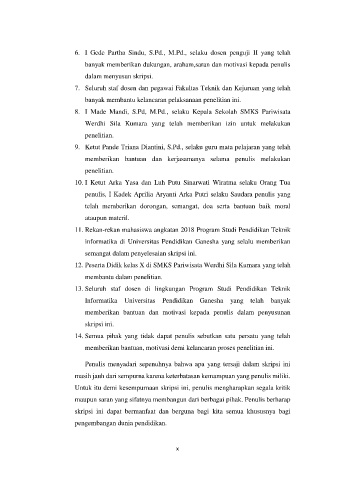 6. I Gede Partha Sindu, S.Pd., M.Pd., selaku dosen penguji II yang telah
banyak memberikan dukungan, arahan,saran dan motivasi kepada penulis
dalam menyusun skripsi.
7. Seluruh staf dosen dan pegawai Fakultas Teknik dan Kejuruan yang telah
banyak membantu kelancaran pelaksanaan penelitian ini.
8. I Made Mandi, S.Pd, M.Pd., selaku Kepala Sekolah SMKS Pariwisata
Werdhi Sila Kumara yang telah memberikan izin untuk melakukan
penelitian.
9. Ketut Pande Triana Diantini, S.Pd., selaku guru mata pelajaran yang telah
memberikan bantuan dan kerjasamanya selama penulis melakukan
penelitian.
10. I Ketut Arka Yasa dan Luh Putu Sinarwati Wiratma selaku Orang Tua
penulis, I Kadek Aprilia Aryanti Arka Putri selaku Saudara penulis yang
telah memberikan dorongan, semangat, doa serta bantuan baik moral
ataupun materil.
11. Rekan-rekan mahasiswa angkatan 2018 Program Studi Pendidikan Teknik
Informatika di Universitas Pendidikan Ganesha yang selalu memberikan
semangat dalam penyelesaian skripsi ini.
12. Peserta Didik kelas X di SMKS Pariwisata Werdhi Sila Kumara yang telah
membantu dalam penelitian.
13. Seluruh staf dosen di lingkungan Program Studi Pendidikan Teknik
Informatika Universitas Pendidikan Ganesha yang telah banyak
memberikan bantuan dan motivasi kepada penulis dalam penyusunan
skripsi ini.
14. Semua pihak yang tidak dapat penulis sebutkan satu persatu yang telah
memberikan bantuan, motivasi demi kelancaran proses penelitian ini.
Penulis menyadari sepenuhnya bahwa apa yang tersaji dalam skripsi ini
masih jauh dari sempurna karena keterbatasan kemampuan yang penulis miliki.
Untuk itu demi kesempurnaan skripsi ini, penulis mengharapkan segala kritik
maupun saran yang sifatnya membangun dari berbagai pihak. Penulis berharap
skripsi ini dapat bermanfaat dan berguna bagi kita semua khususnya bagi
pengembangan dunia pendidikan.
x